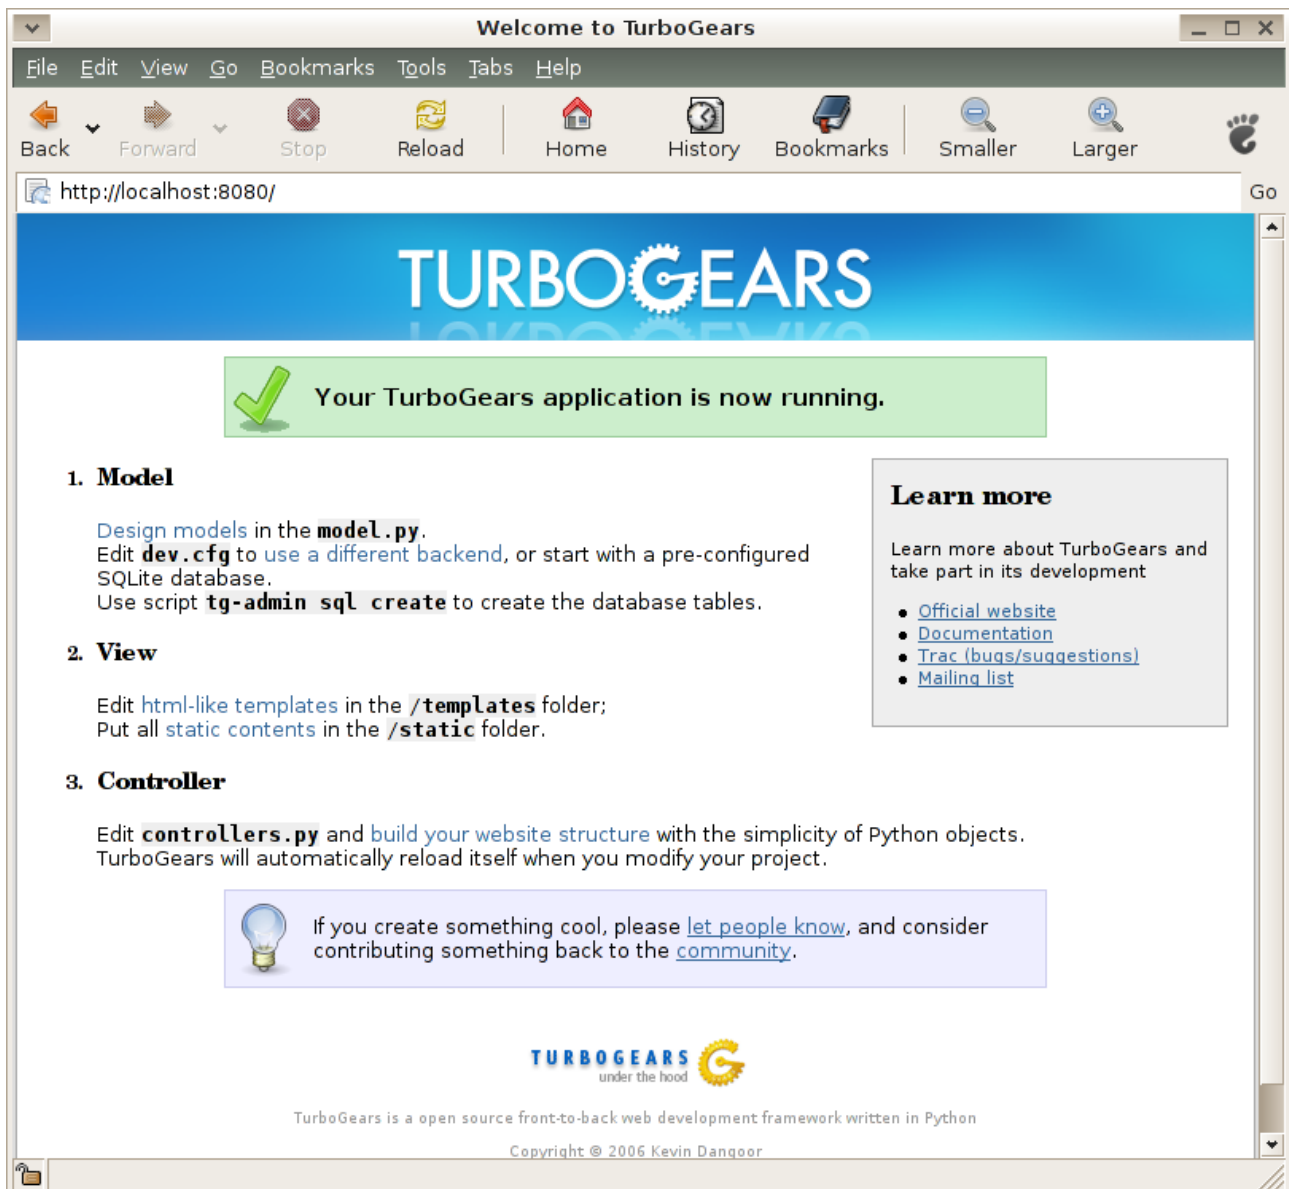 Welcome to TurboGears
File Edit View Go Bookmarks Tools Tabs Help
Back Forward Stop Reload Home History Bookmarks Smaller Larger
http://localhost:8080/ Go
TURBOGEARS
Your TurboGears application is now running.
1. Model
Design models in the model.py.
Edit dev.cfg to use a different backend, or start with a pre-configured
SQLite database.
Use script tg-admin sql create to create the database tables.
2. View
Edit html-like templates in the /templates folder;
Put all static contents in the /static folder.
3. Controller
Edit controllers.py and build your website structure with the simplicity of Python objects.
TurboGears will automatically reload itself when you modify your project.
Learn more
Learn more about TurboGears and
take part in its development
Official website
Documentation
Trac (bugs/suggestions)
Mailing list
If you create something cool, please let people know, and consider
contributing something back to the community.
TURBOGEARS
under the hood
TurboGears is a open source front-to-back web development framework written in Python
Copyright © 2006 Kevin Dangoor